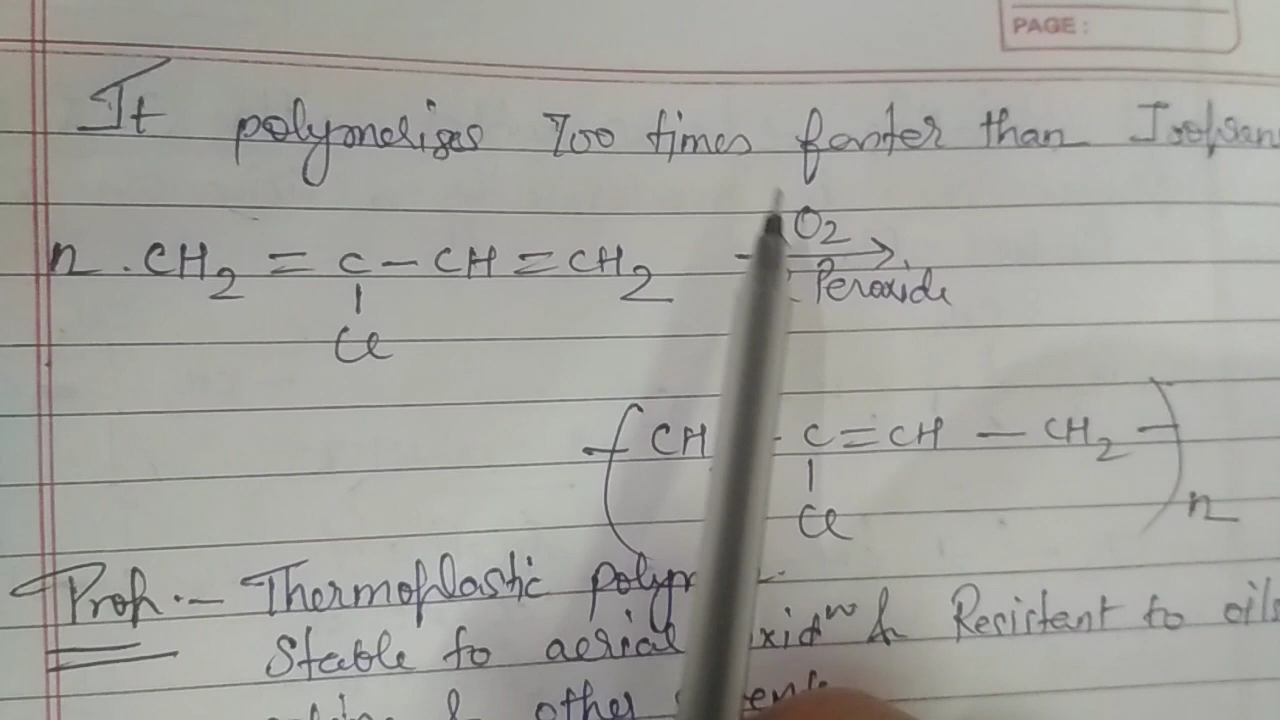 PAGE :
It polymerises 700 times faster than
n . CH2 = C - CH = CH2 O2
Peroxide
Cl
CH C = CH - CH2
Cl n
Prop. - Thermoplastic
Stable to aerial & Resistant to oils
& other